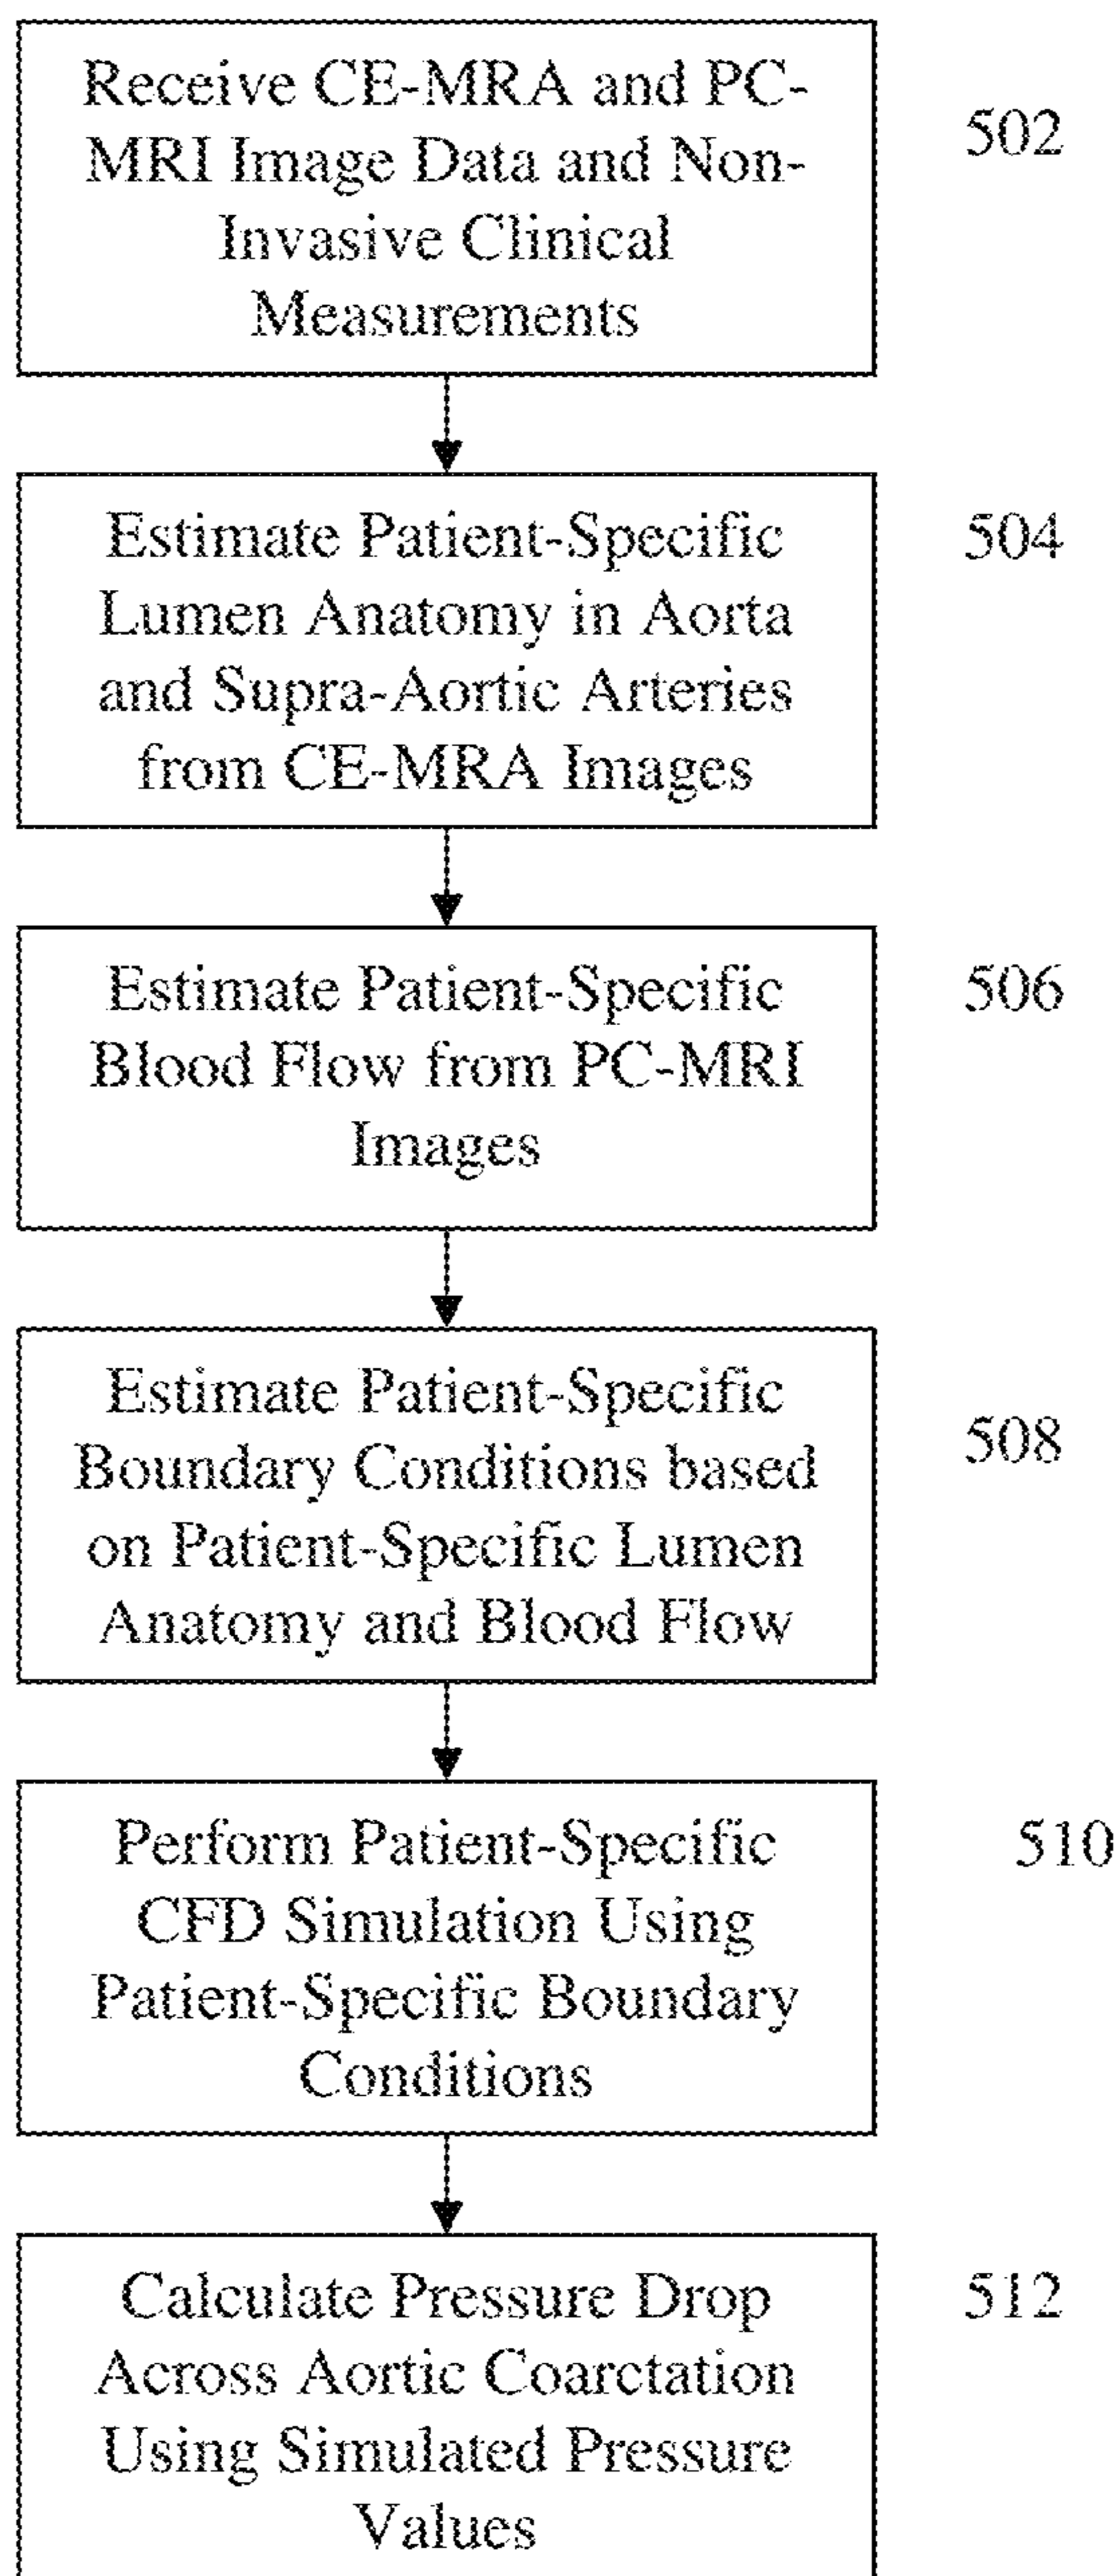 Receive CE-MRA and PC-
MRI Image Data and Non-
Invasive Clinical
Measurements
502
Estimate Patient-Specific
Lumen Anatomy in Aorta
and Supra-Aortic Arteries
from CE-MRA Images
504
Estimate Patient-Specific
Blood Flow from PC-MRI
Images
506
Estimate Patient-Specific
Boundary Conditions based
on Patient-Specific Lumen
Anatomy and Blood Flow
508
Perform Patient-Specific
CFD Simulation Using
Patient-Specific Boundary
Conditions
510
Calculate Pressure Drop
Across Aortic Coarctation
Using Simulated Pressure
Values
512